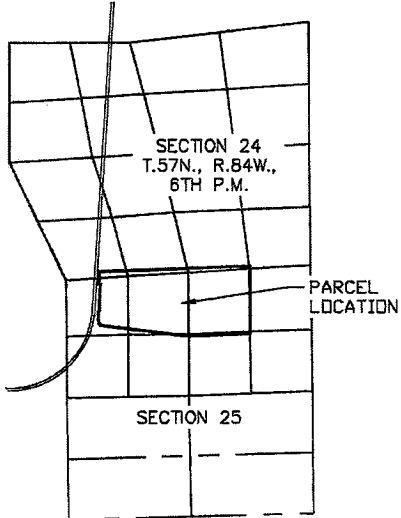 SECTION 24
T.57N., R.84W.,
6TH P.M.
PARCEL
LOCATION
SECTION 25